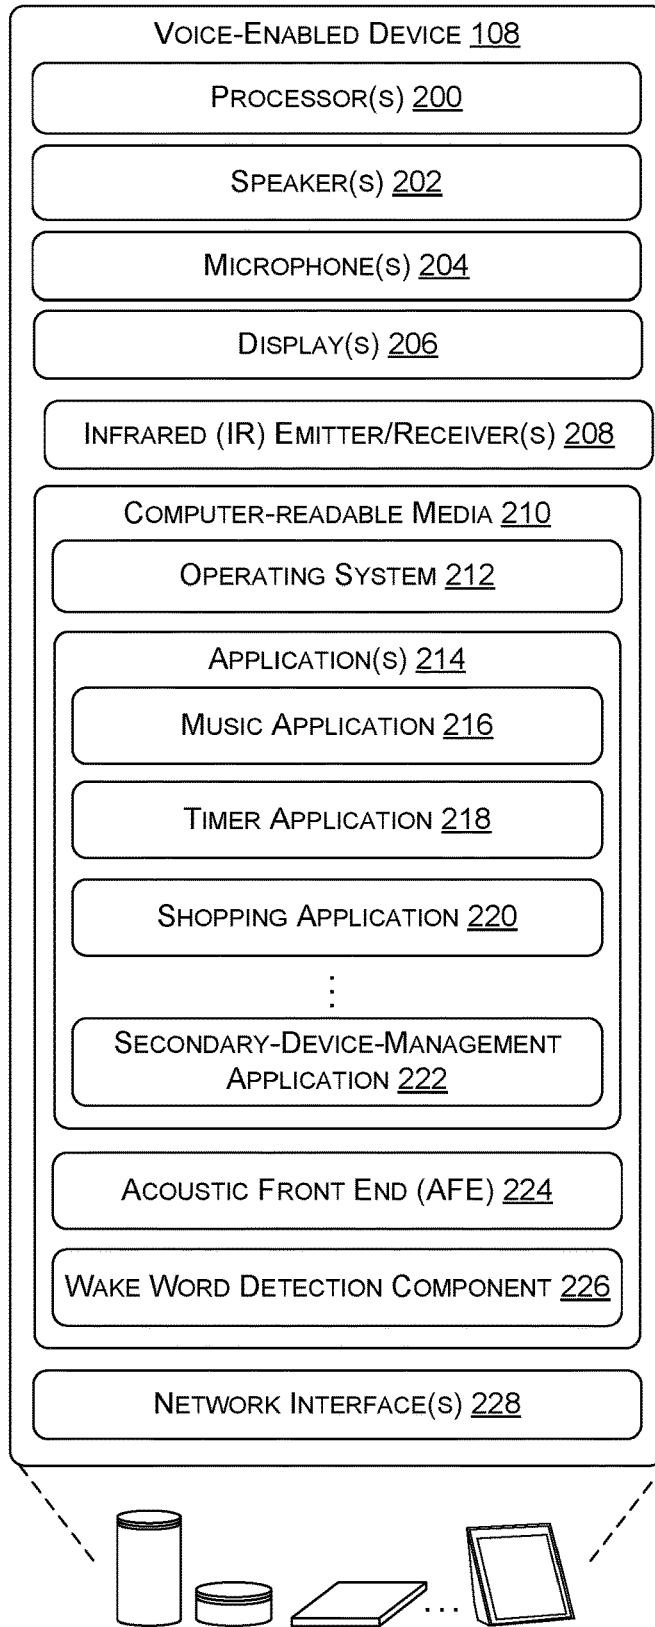 VOICE-ENABLED DEVICE 108
PROCESSOR(S) 200
SPEAKER(S) 202
MICROPHONE(S) 204
DISPLAY(S) 206
INFRARED (IR) EMITTER/RECEIVER(S) 208
COMPUTER-READABLE MEDIA 210
OPERATING SYSTEM 212
APPLICATION(S) 214
MUSIC APPLICATION 216
TIMER APPLICATION 218
SHOPPING APPLICATION 220
SECONDARY-DEVICE-MANAGEMENT
APPLICATION 222
ACOUSTIC FRONT END (AFE) 224
WAKE WORD DETECTION COMPONENT 226
NETWORK INTERFACE(S) 228